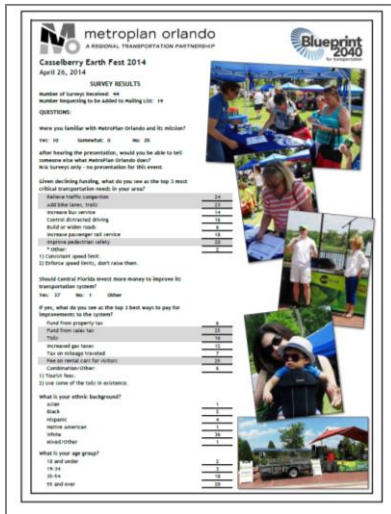 metroplan orlando
A REGIONAL TRANSPORTATION PARTNERSHIP
Blueprint
2040
for transportation
Casselberry Earth Fest 2014
April 26, 2014
SURVEY RESULTS
Number of Surveys Received: 44
Number Requesting to be Added to Mailing List: 19
QUESTIONS:
Were you familiar with MetroPlan Orlando and its mission?
Yes: 10 Somewhat: 8 No: 25
After hearing the presentation, would you be able to tell
someone else what MetroPlan Orlando does?
N/A Surveys only - no presentation for this event.
Given declining funding, what do you see as the top 3 most
critical transportation needs in your area?
Relieve traffic congestion 24
Add bike lanes, trails 23
Increase bus service 14
Control distracted driving 16
Build or widen roads
Increase passenger rail service 18
Improve pedestrian safety 20
* Other: 2
1) Consistent speed limit.
2) Enforce speed limits, don't raise them.
Should Central Florida invest more money to improve its
transportation system?
Yes: 37 No: 1 Other
If yes, what do you see as the top 3 best ways to pay for
improvements to the system?
Fund from property tax
Fund from sales tax 25
Tolls 16
Increased gas taxes
Tax on mileage traveled 7
Fee on rental cars for visitors 25
Combination/Other: 6
1) Tourist fees.
2) Use some of the tolls in existence.
What is your ethnic background?
Asian 1
Black 2
Hispanic 4
Native American 1
White 36
Mixed/Other 1
What is your age group?
18 and under 2
19-34 3
35-54 18
55 and over 20